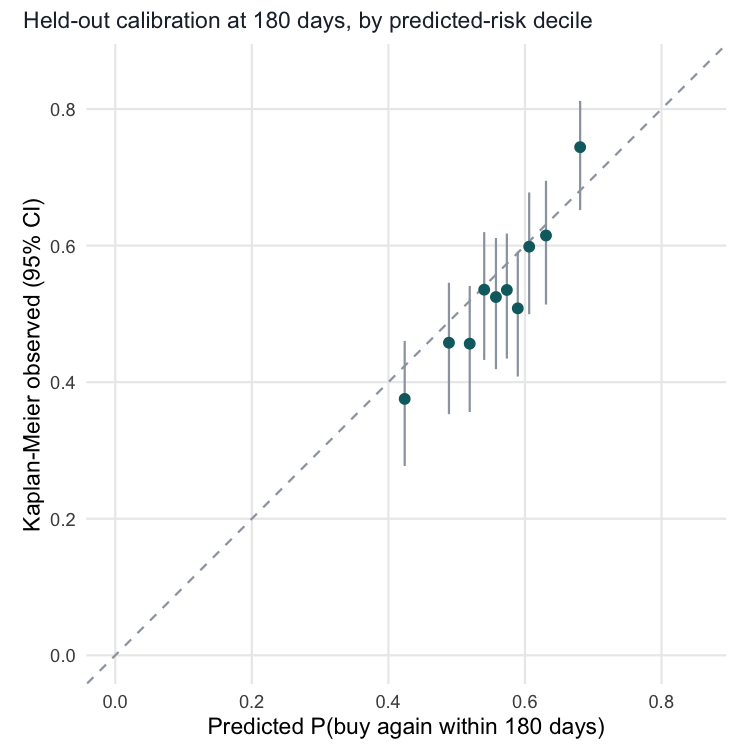 Held-out calibration at 180 days, by predicted-risk decile
Kaplan-Meier observed (95% CI)
0.8
0.6
0.4
0.2
0.0
0.0 0.2 0.4 0.6 0.8
Predicted P(buy again within 180 days)